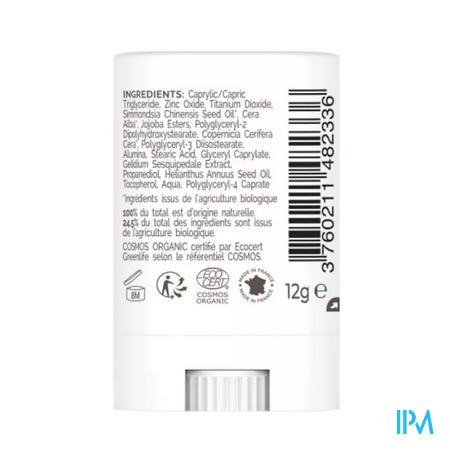 INGREDIENTS: Caprylic/Capric
Triglyceride, Zinc Oxide, Titanium Dioxide,
Simmondsia Chinensis Seed Oil*, Cera
Alba*, Jojoba Esters, Polyglyceryl-2
Dipolyhydroxystearate, Copernicia Cerifera
Cera*, Polyglyceryl-3 Diisostearate,
Alumina, Stearic Acid, Glyceryl Caprylate,
Gelidium Sesquipedale Extract,
Propanediol, Helianthus Annuus Seed Oil,
Tocopherol, Aqua, Polyglyceryl-4 Caprate
*Ingrédients issus de l'agriculture biologique
100% du total est d'origine naturelle.
24,5% du total des ingrédients sont issus
de l'agriculture biologique.
COSMOS ORGANIC certifié par Ecocert
Greenlife selon le référentiel COSMOS.
3 760211 482336
8M
ECO
CERT
COSMOS
ORGANIC
MADE IN FRANCE
MADE IN FRANCE
12g e
IPM